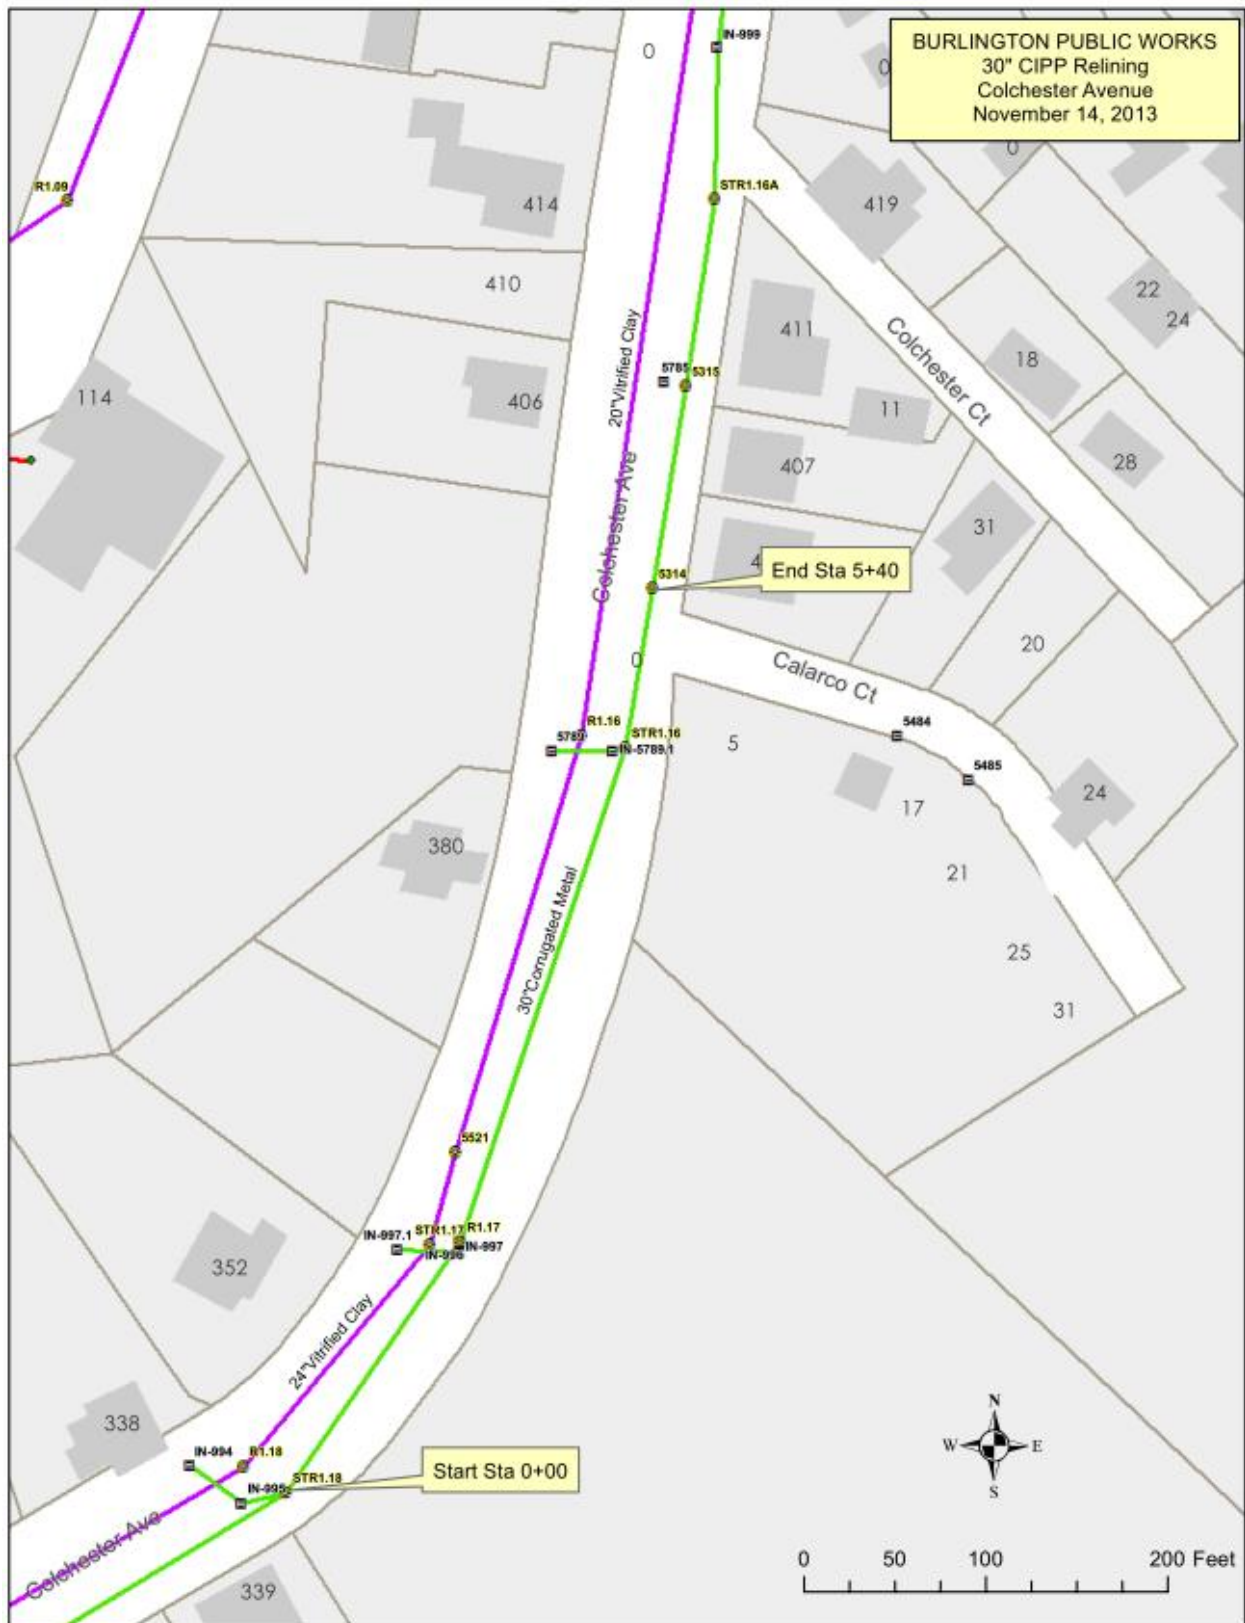 BURLINGTON PUBLIC WORKS
30" CIPP Relining
Colchester Avenue
November 14, 2013
IN-999
0
0
0
R1.09
STR1.16A
414
419
410
22
24
411
20"Vitrified Clay
Colchester Ct
18
5785
5315
114
406
11
407
28
Colchester Ave
31
5314
End Sta 5+40
0
20
Calarco Ct
R1.16
STR1.16
IN-5789.1
5
5484
5485
24
17
380
21
30"Corrugated Metal
25
31
5521
IN-997.1
STR1.17
R1.17
IN-996
IN-997
352
24"Vitrified Clay
338
IN-994
R1.18
IN-995
STR1.18
Start Sta 0+00
N
W
E
S
Colchester Ave
339
0 50 100 200 Feet